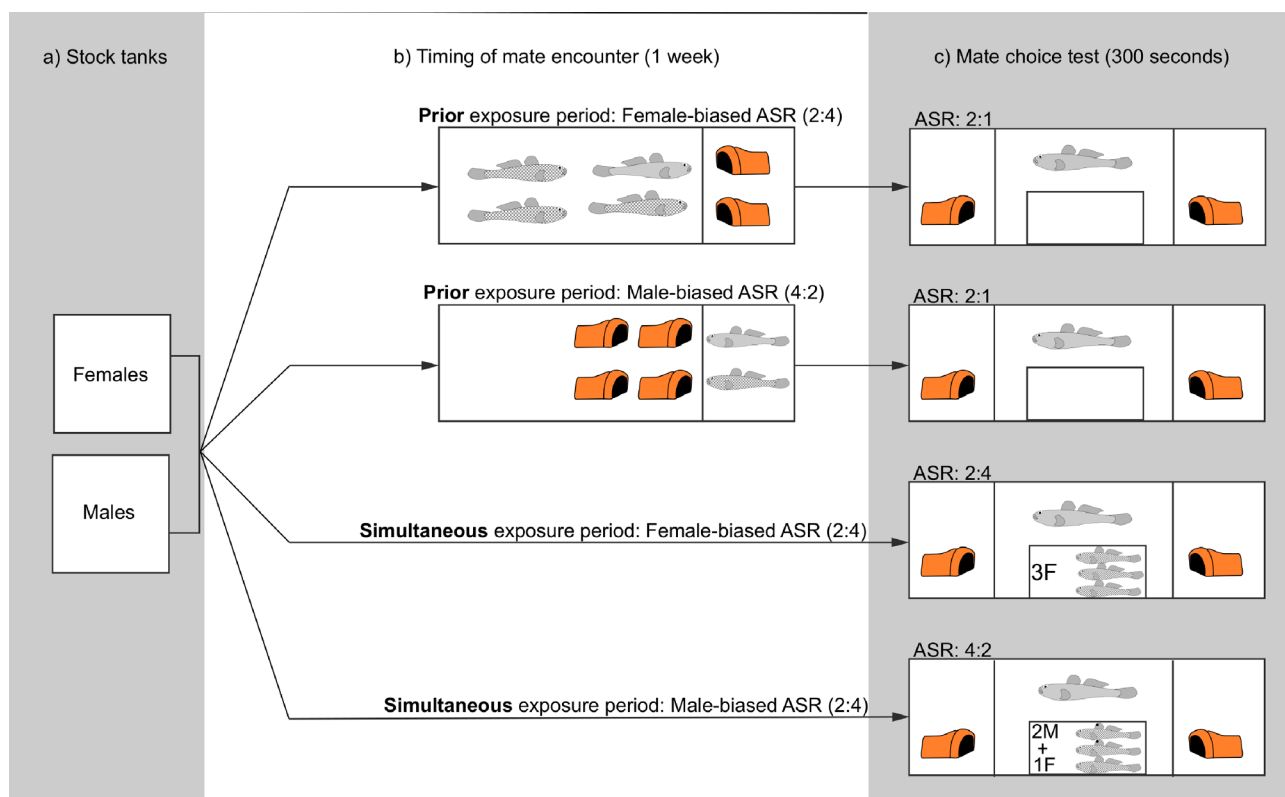 a) Stock tanks
b) Timing of mate encounter (1 week)
c) Mate choice test (300 seconds)
Prior exposure period: Female-biased ASR (2:4)
ASR: 2:1
Prior exposure period: Male-biased ASR (4:2)
ASR: 2:1
Females
Males
Simultaneous exposure period: Female-biased ASR (2:4)
ASR: 2:4
3F
Simultaneous exposure period: Male-biased ASR (2:4)
ASR: 4:2
2M
+
1F